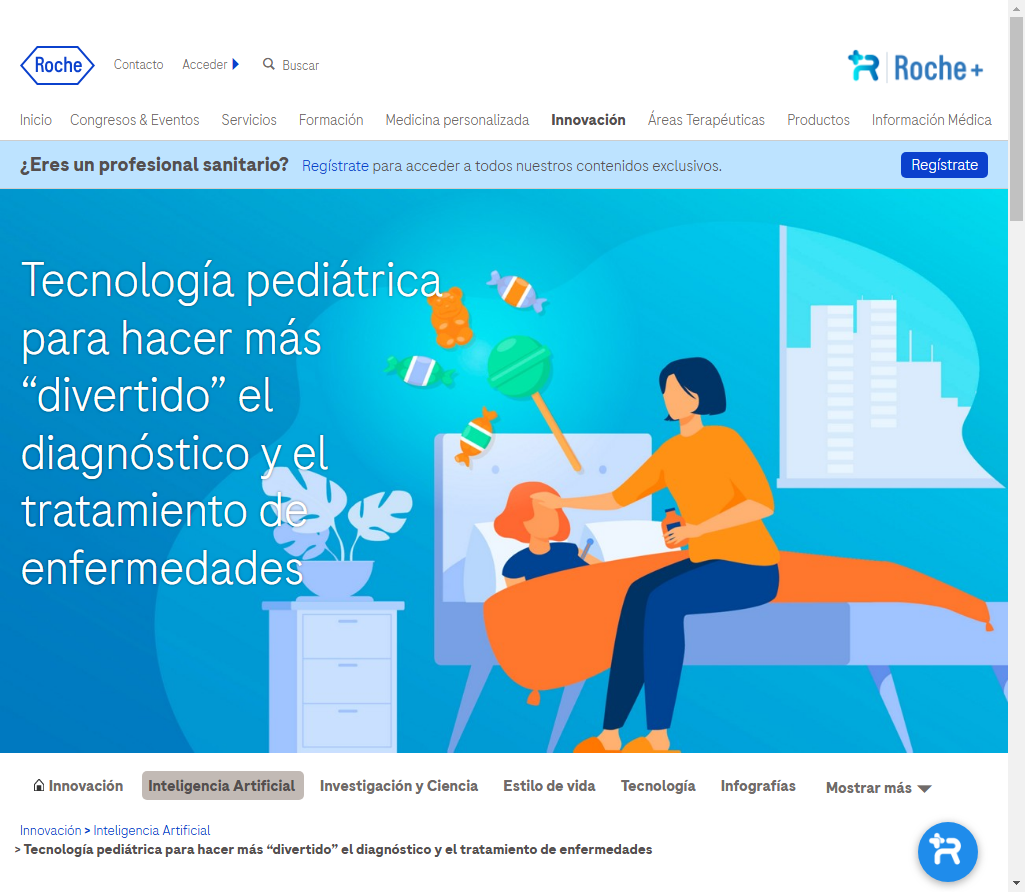 Roche
Contacto
Acceder
Buscar
Roche+
Inicio
Congresos & Eventos
Servicios
Formación
Medicina personalizada
Innovación
Áreas Terapéuticas
Productos
Información Médica
¿Eres un profesional sanitario? Regístrate para acceder a todos nuestros contenidos exclusivos.
Regístrate
Tecnología pediátrica
para hacer más
“divertido” el
diagnóstico y el
tratamiento de
enfermedades
Innovación
Inteligencia Artificial
Investigación y Ciencia
Estilo de vida
Tecnología
Infografías
Mostrar más
Innovación > Inteligencia Artificial
> Tecnología pediátrica para hacer más “divertido” el diagnóstico y el tratamiento de enfermedades